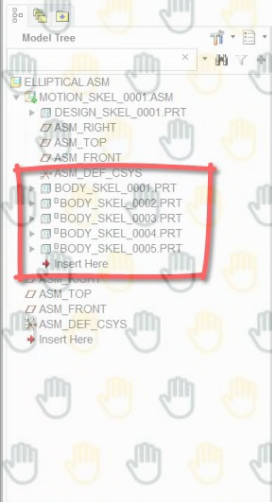 Model Tree
ELLIPTICAL.ASM
MOTION_SKEL_0001.ASM
DESIGN_SKEL_0001.PRT
ASM_RIGHT
ASM_TOP
ASM_FRONT
ASM_DEF_CSYS
BODY_SKEL_0001.PRT
BODY_SKEL_0002.PRT
BODY_SKEL_0003.PRT
BODY_SKEL_0004.PRT
BODY_SKEL_0005.PRT
Insert Here
ASM_RIGHT
ASM_TOP
ASM_FRONT
ASM_DEF_CSYS
Insert Here